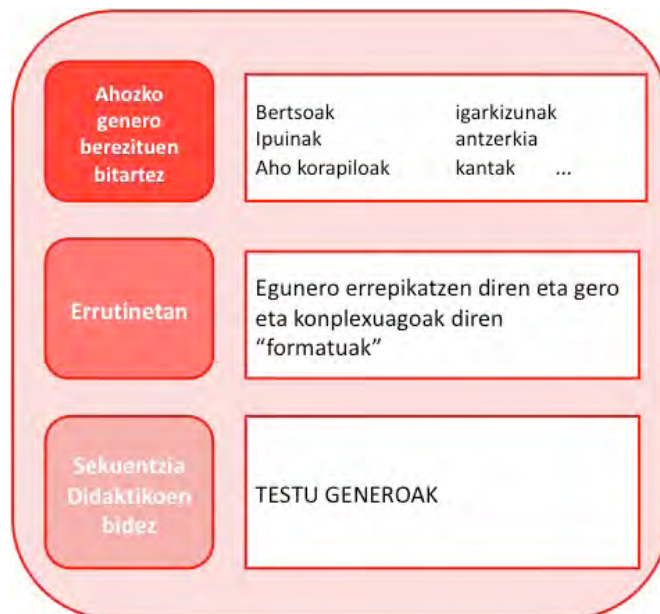 Ahozko
genero
berezituen
bitartez
Bertsoak igarkizunak
Ipuinak antzerkia
Aho korapiloak kantak ...
Errutinetan
Egunero errepikatzen diren eta gero
eta konplexuagoak diren
“formatuak”
Sekuentzia
Didaktikoen
bidez
TESTU GENEROAK